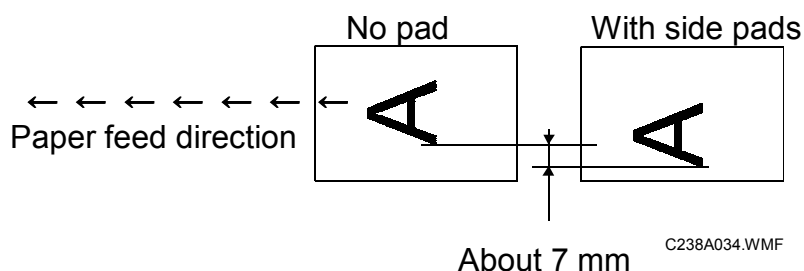 No pad
With side pads
A
A
← ← ← ← ← ← ←
Paper feed direction
About 7 mm
C238A034.WMF